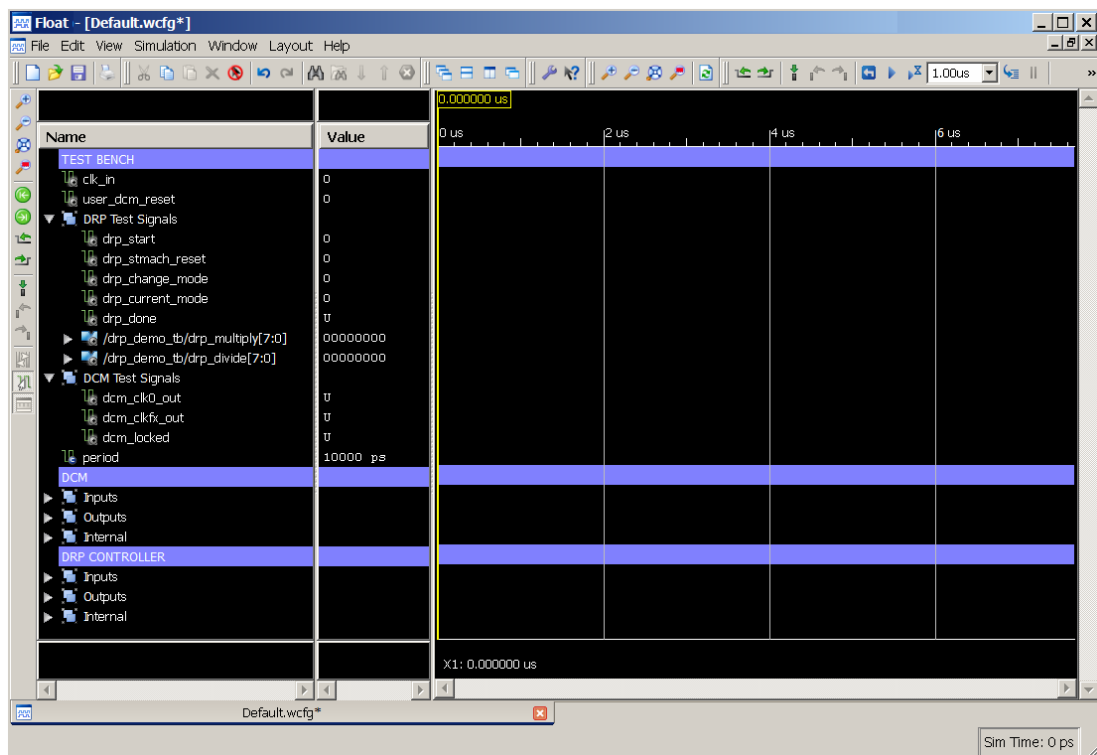 Float - [Default.wcfg*]
File Edit View Simulation Window Layout Help
1.00us
»
0.000000 us
Name Value
0 us 2 us 4 us 6 us
TEST BENCH
clk_in 0
user_dcm_reset 0
DRP Test Signals
drp_start 0
drp_stmach_reset 0
drp_change_mode 0
drp_current_mode 0
drp_done U
/drp_demo_tb/drp_multiply[7:0] 00000000
/drp_demo_tb/drp_divide[7:0] 00000000
DCM Test Signals
dcm_clk0_out U
dcm_clkfx_out U
dcm_locked U
period 10000 ps
DCM
Inputs
Outputs
Internal
DRP CONTROLLER
Inputs
Outputs
Internal
X1: 0.000000 us
Default.wcfg*
Sim Time: 0 ps